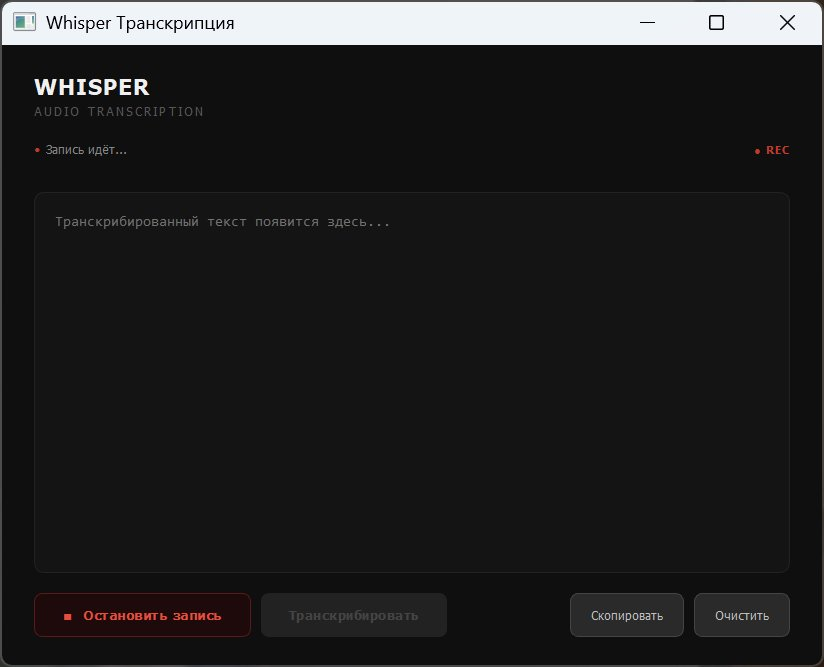 Whisper Транскрипция
WHISPER
AUDIO TRANSCRIPTION
• Запись идёт...
● REC
Транскрибированный текст появится здесь...
■ Остановить запись
Транскрибировать
Скопировать
Очистить